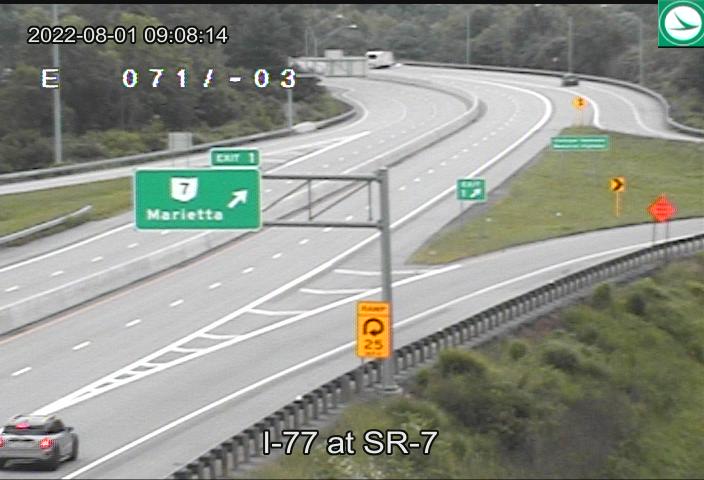 2022-08-01 09:08:14
E 071/-03
EXIT 1
7
Marietta
EXIT
1
RAMP
25
I-77 at SR-7